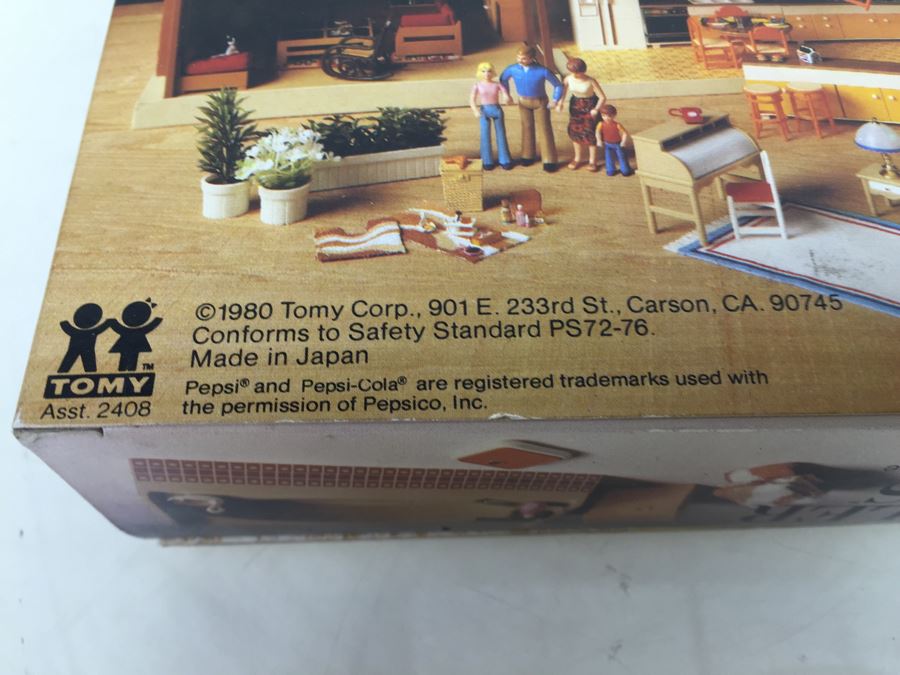 ©1980 Tomy Corp., 901 E. 233rd St., Carson, CA. 90745
Conforms to Safety Standard PS72-76.
Made in Japan
Pepsi® and Pepsi-Cola® are registered trademarks used with
the permission of Pepsico, Inc.
TM
TOMY
Asst. 2408